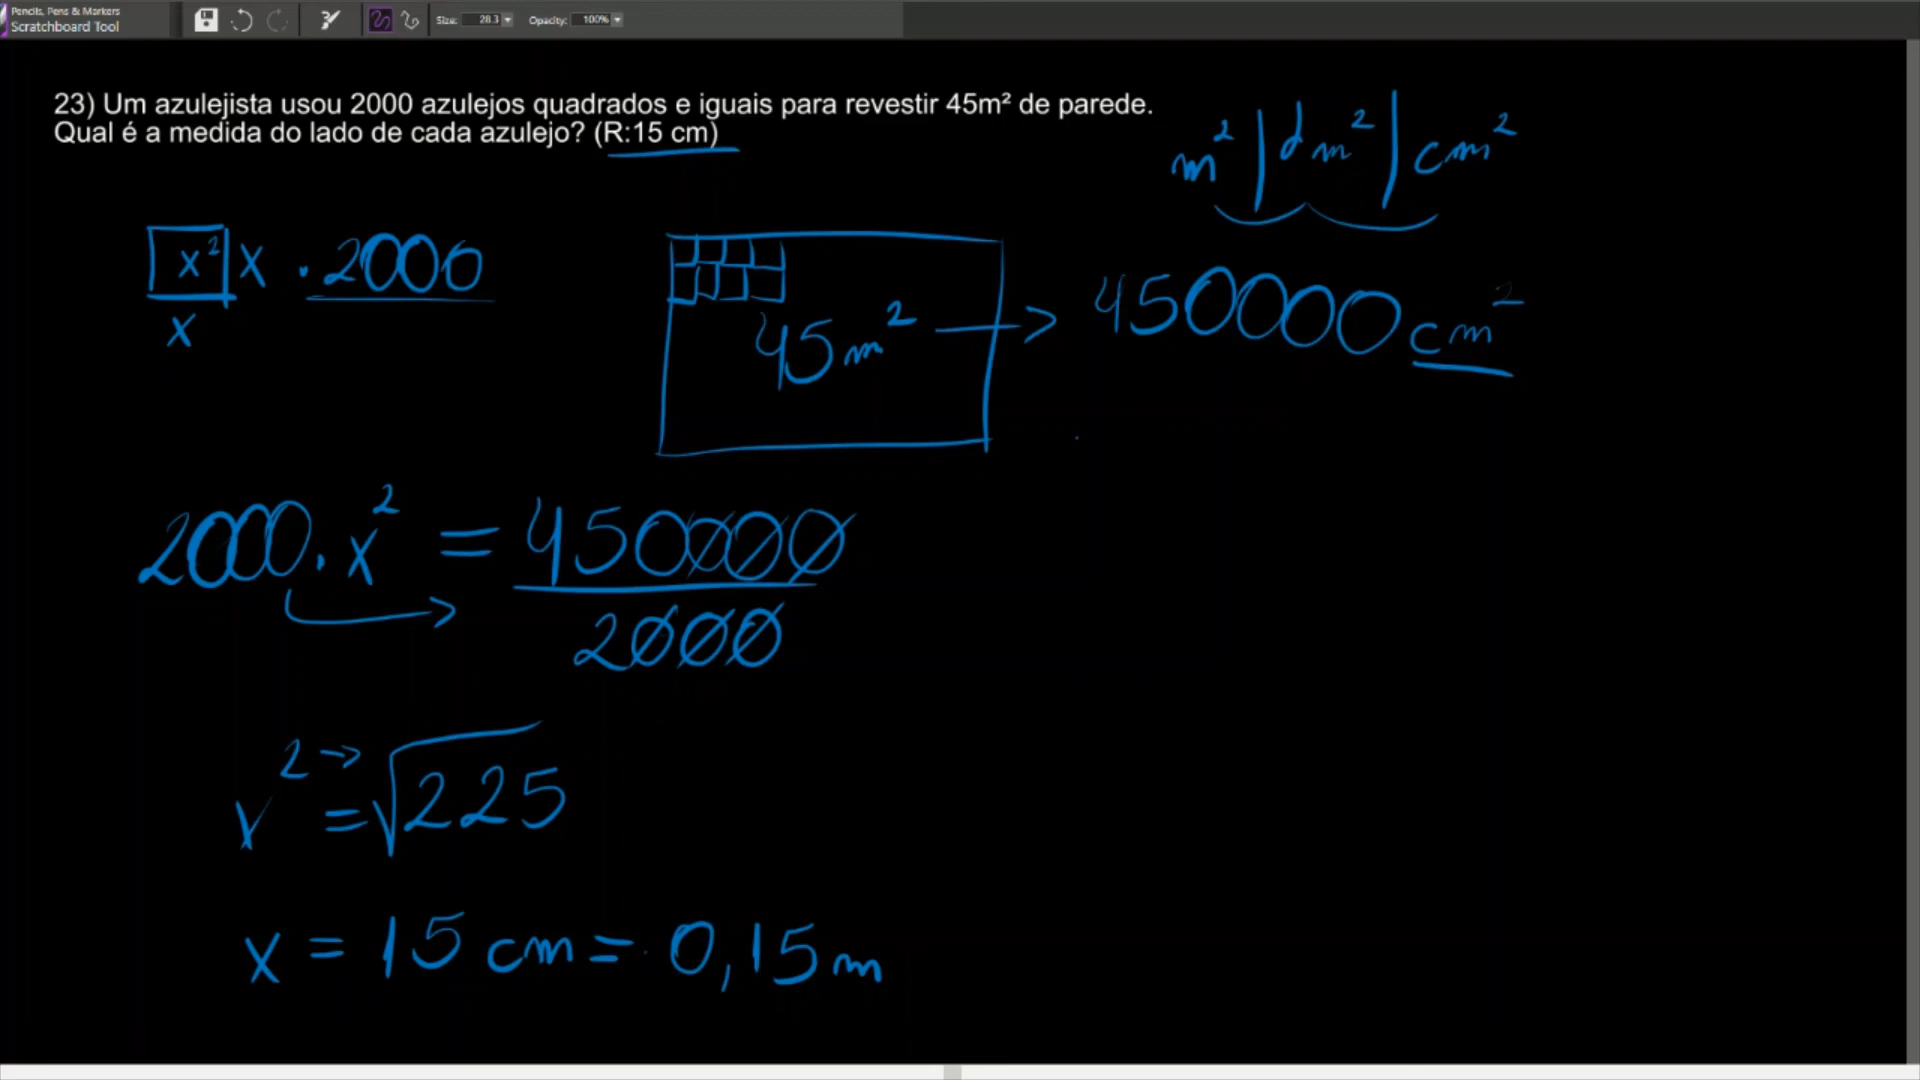 Pencils, Pens & Markers
Scratchboard Tool
Size: 28.3 Opacity: 100%
23) Um azulejista usou 2000 azulejos quadrados e iguais para revestir 45m² de parede.
Qual é a medida do lado de cada azulejo? (R:15 cm)
m² | dm² | cm²
x² x . 2000
x
45m² → 450000 cm²
2000 . x² = 450000
2000
x² = √225
x = 15 cm = 0,15 m